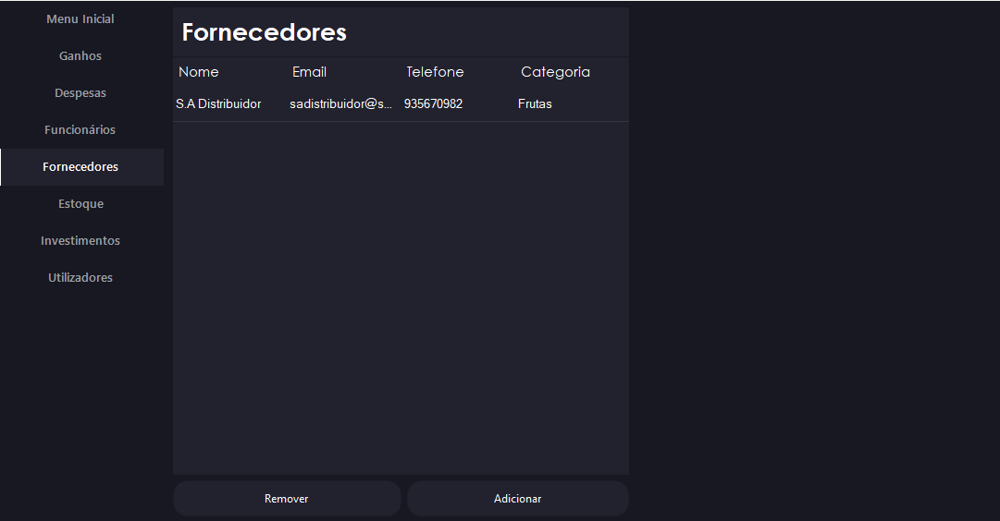 Menu Inicial
Ganhos
Despesas
Funcionários
Fornecedores
Estoque
Investimentos
Utilizadores
Fornecedores
Nome Email Telefone Categoria
S.A Distribuidor sadistribuidor@s... 935670982 Frutas
Remover Adicionar